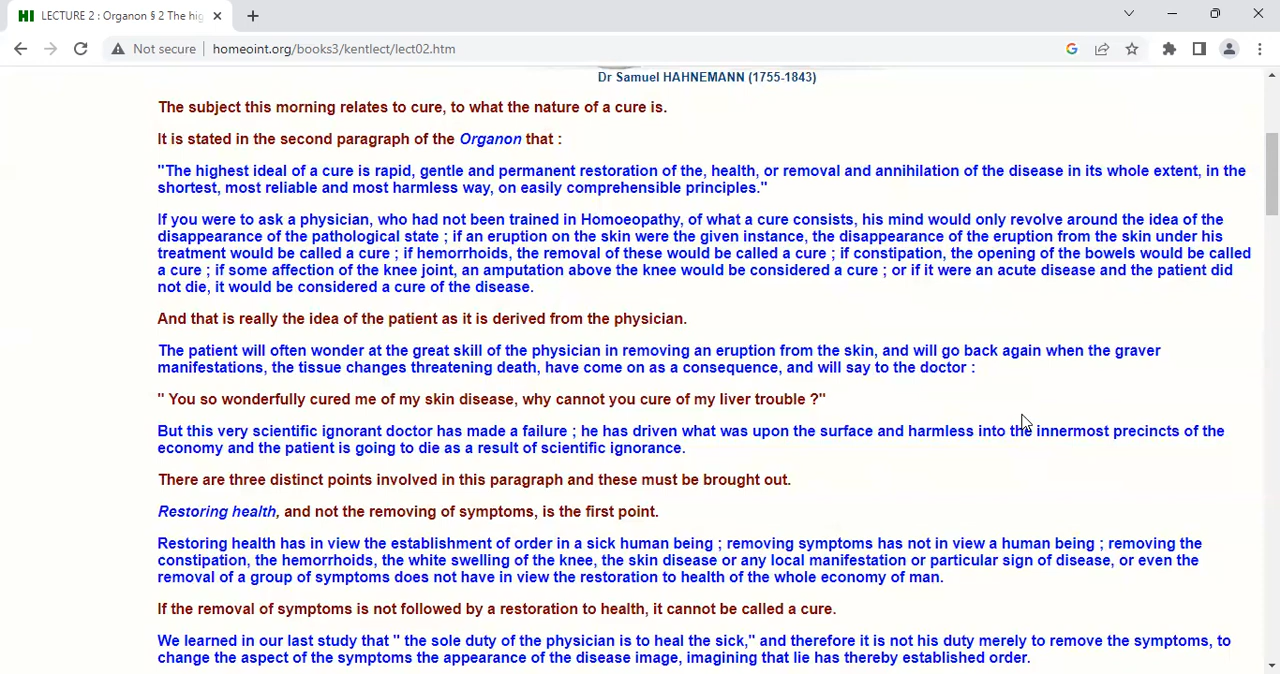 LECTURE 2 : Organon § 2 The hig
Not secure
homeoint.org/books3/kentlect/lect02.htm
Dr Samuel HAHNEMANN (1755-1843)
The subject this morning relates to cure, to what the nature of a cure is.
It is stated in the second paragraph of the Organon that :
"The highest ideal of a cure is rapid, gentle and permanent restoration of the, health, or removal and annihilation of the disease in its whole extent, in the
shortest, most reliable and most harmless way, on easily comprehensible principles."
If you were to ask a physician, who had not been trained in Homoeopathy, of what a cure consists, his mind would only revolve around the idea of the
disappearance of the pathological state ; if an eruption on the skin were the given instance, the disappearance of the eruption from the skin under his
treatment would be called a cure ; if hemorrhoids, the removal of these would be called a cure ; if constipation, the opening of the bowels would be called
a cure ; if some affection of the knee joint, an amputation above the knee would be considered a cure ; or if it were an acute disease and the patient did
not die, it would be considered a cure of the disease.
And that is really the idea of the patient as it is derived from the physician.
The patient will often wonder at the great skill of the physician in removing an eruption from the skin, and will go back again when the graver
manifestations, the tissue changes threatening death, have come on as a consequence, and will say to the doctor :
" You so wonderfully cured me of my skin disease, why cannot you cure of my liver trouble ?"
But this very scientific ignorant doctor has made a failure ; he has driven what was upon the surface and harmless into the innermost precincts of the
economy and the patient is going to die as a result of scientific ignorance.
There are three distinct points involved in this paragraph and these must be brought out.
Restoring health, and not the removing of symptoms, is the first point.
Restoring health has in view the establishment of order in a sick human being ; removing symptoms has not in view a human being ; removing the
constipation, the hemorrhoids, the white swelling of the knee, the skin disease or any local manifestation or particular sign of disease, or even the
removal of a group of symptoms does not have in view the restoration to health of the whole economy of man.
If the removal of symptoms is not followed by a restoration to health, it cannot be called a cure.
We learned in our last study that " the sole duty of the physician is to heal the sick," and therefore it is not his duty merely to remove the symptoms, to
change the aspect of the symptoms the appearance of the disease image, imagining that lie has thereby established order.